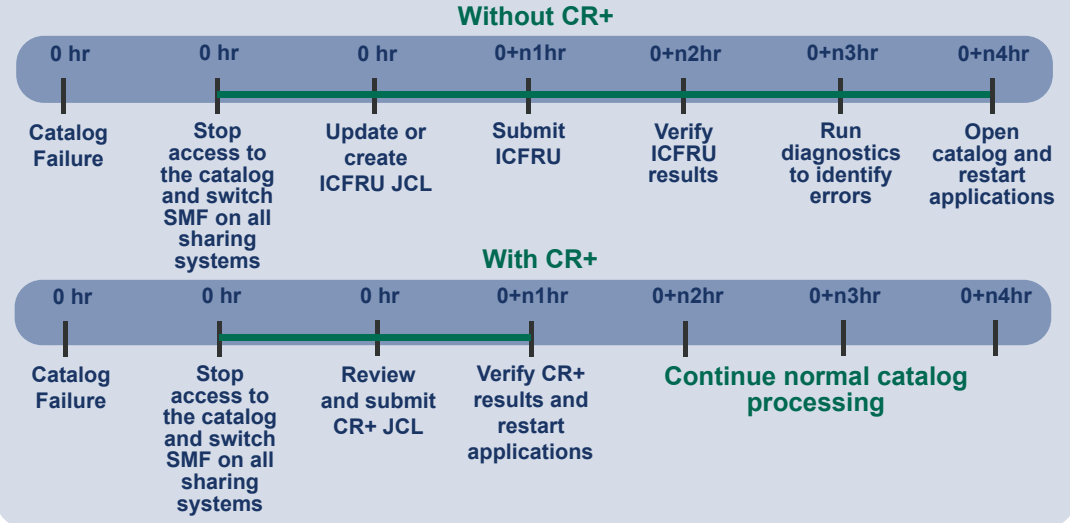 Without CR+
0 hr 0 hr 0 hr 0+n1hr 0+n2hr 0+n3hr 0+n4hr
Catalog
Failure
Stop
access to
the catalog
and switch
SMF on all
sharing
systems
Update or
create
ICFRU JCL
Submit
ICFRU
Verify
ICFRU
results
Run
diagnostics
to identify
errors
Open
catalog and
restart
applications
With CR+
0 hr 0 hr 0 hr 0+n1hr 0+n2hr 0+n3hr 0+n4hr
Catalog
Failure
Stop
access to
the catalog
and switch
SMF on all
sharing
systems
Review
and submit
CR+ JCL
Verify CR+
results and
restart
applications
Continue normal catalog
processing